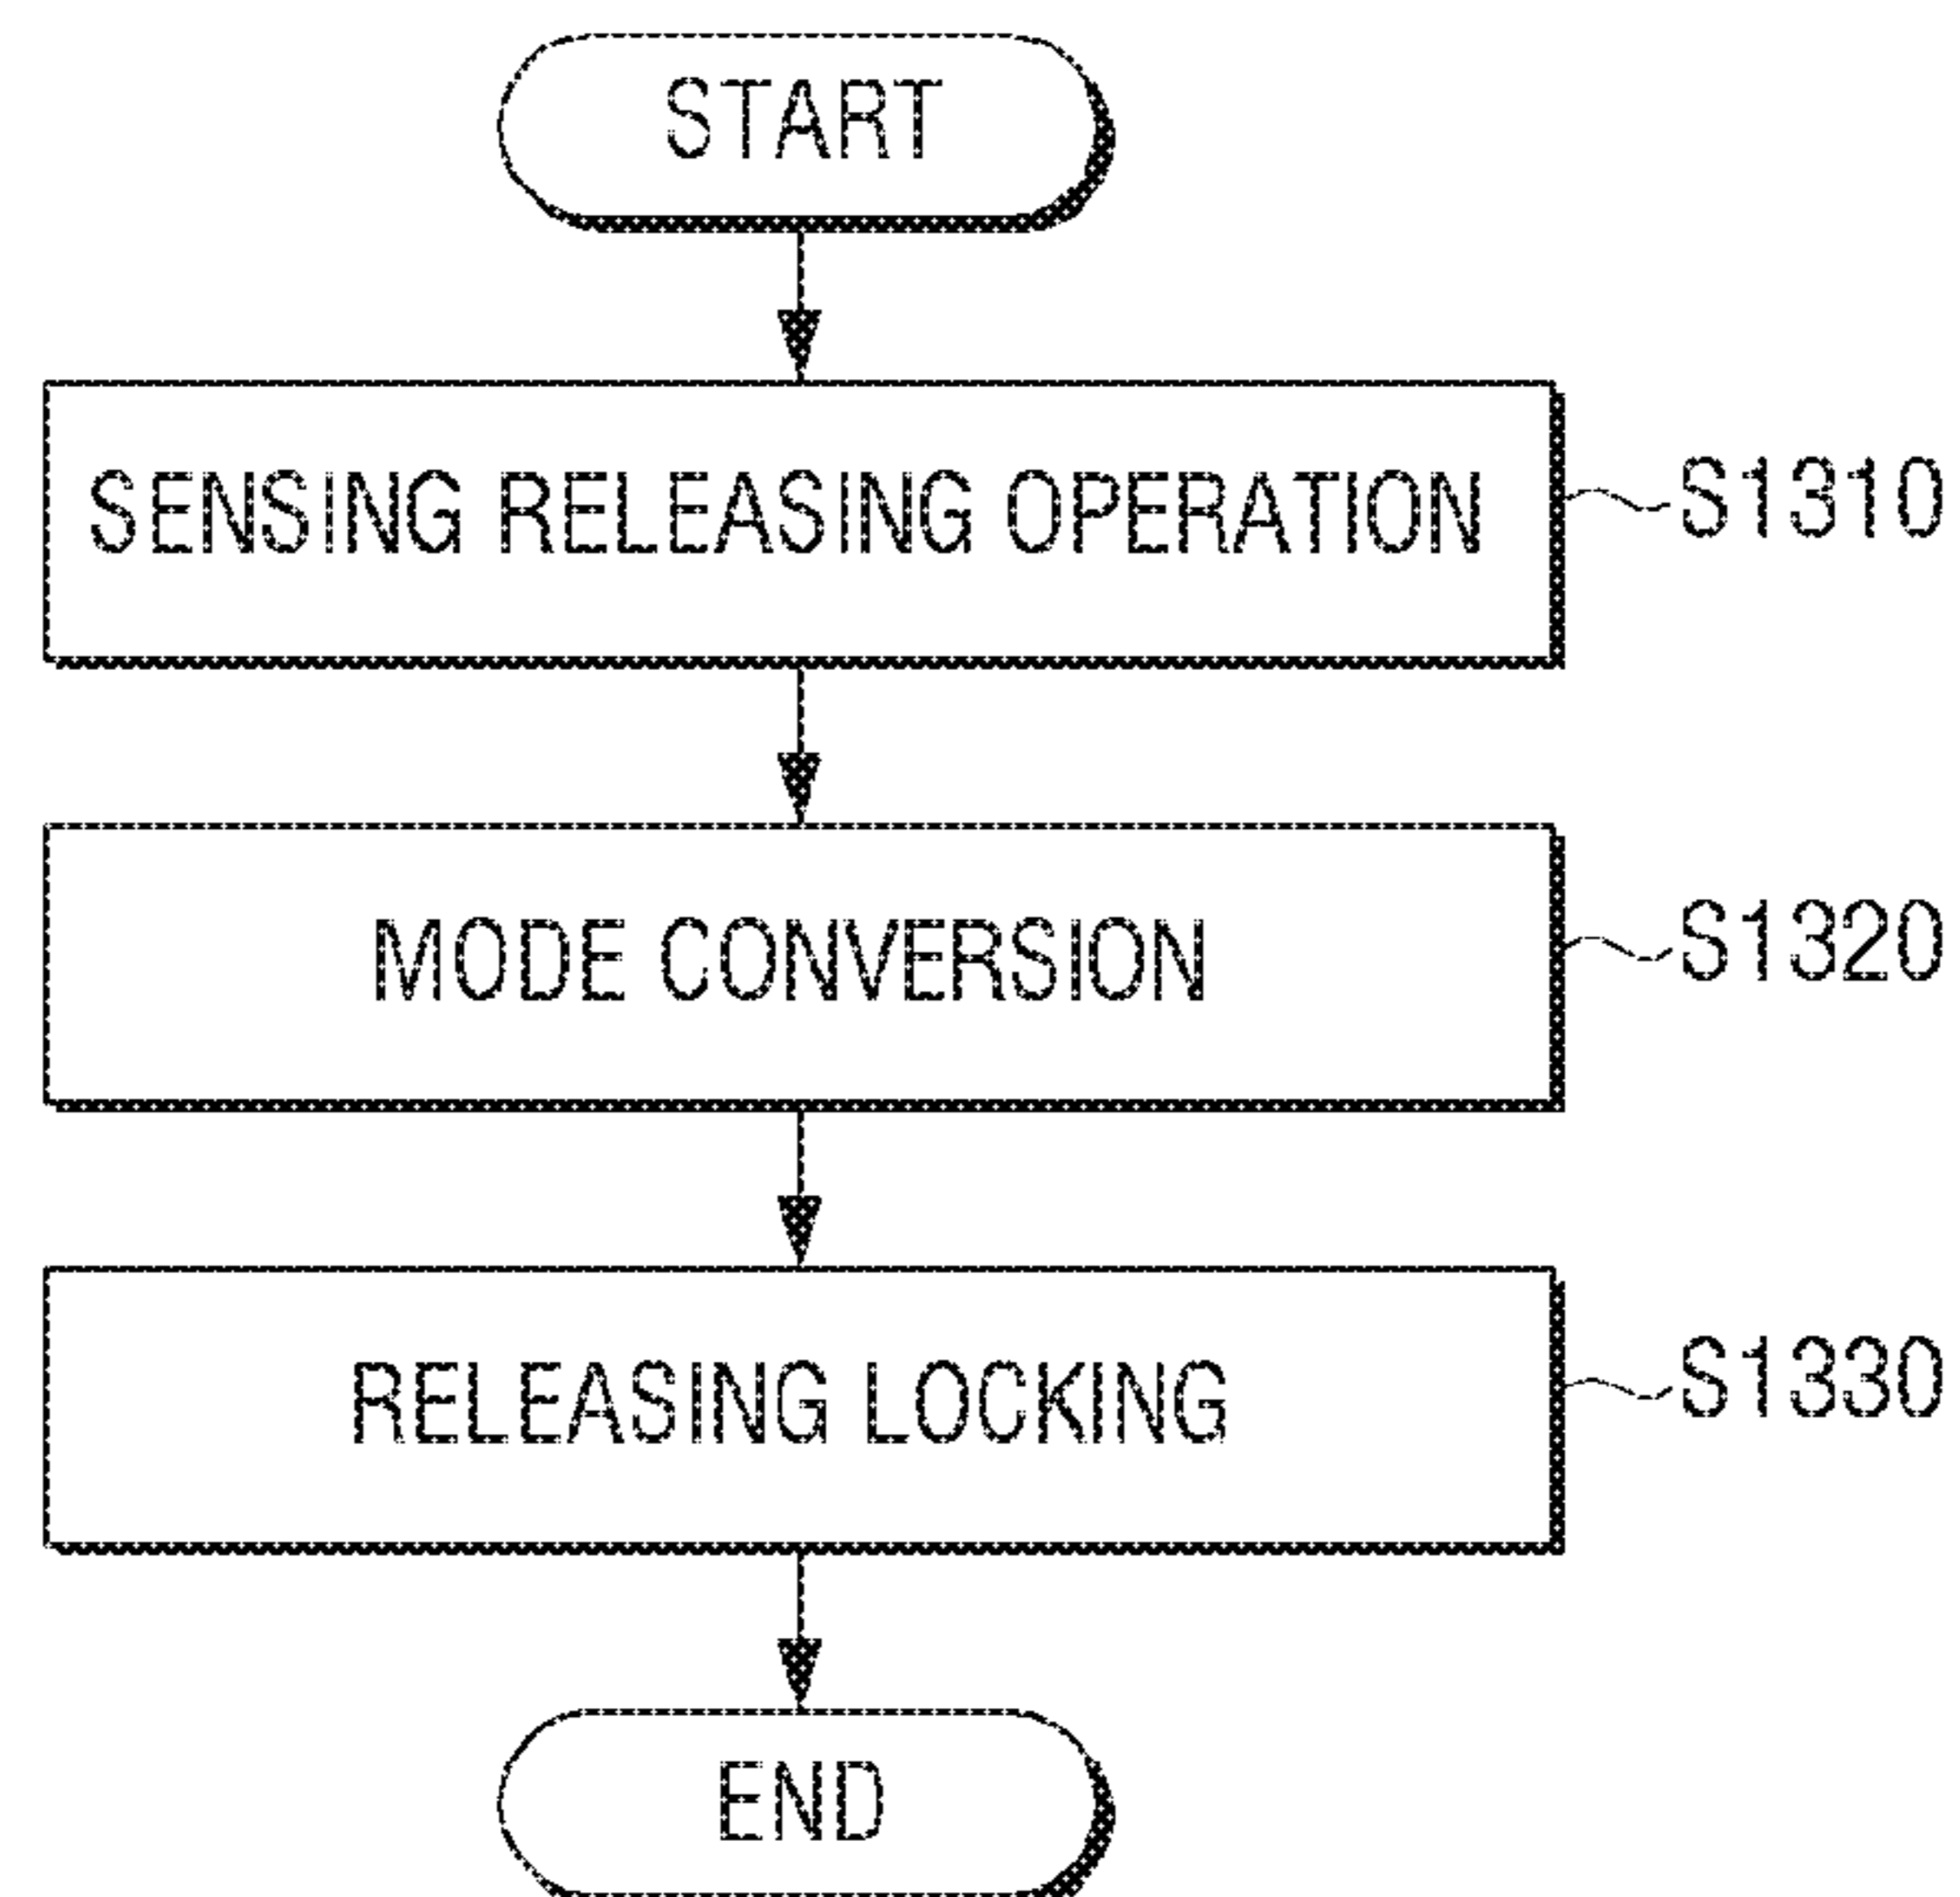 START
SENSING RELEASING OPERATION
S1310
MODE CONVERSION
S1320
RELEASING LOCKING
S1330
END